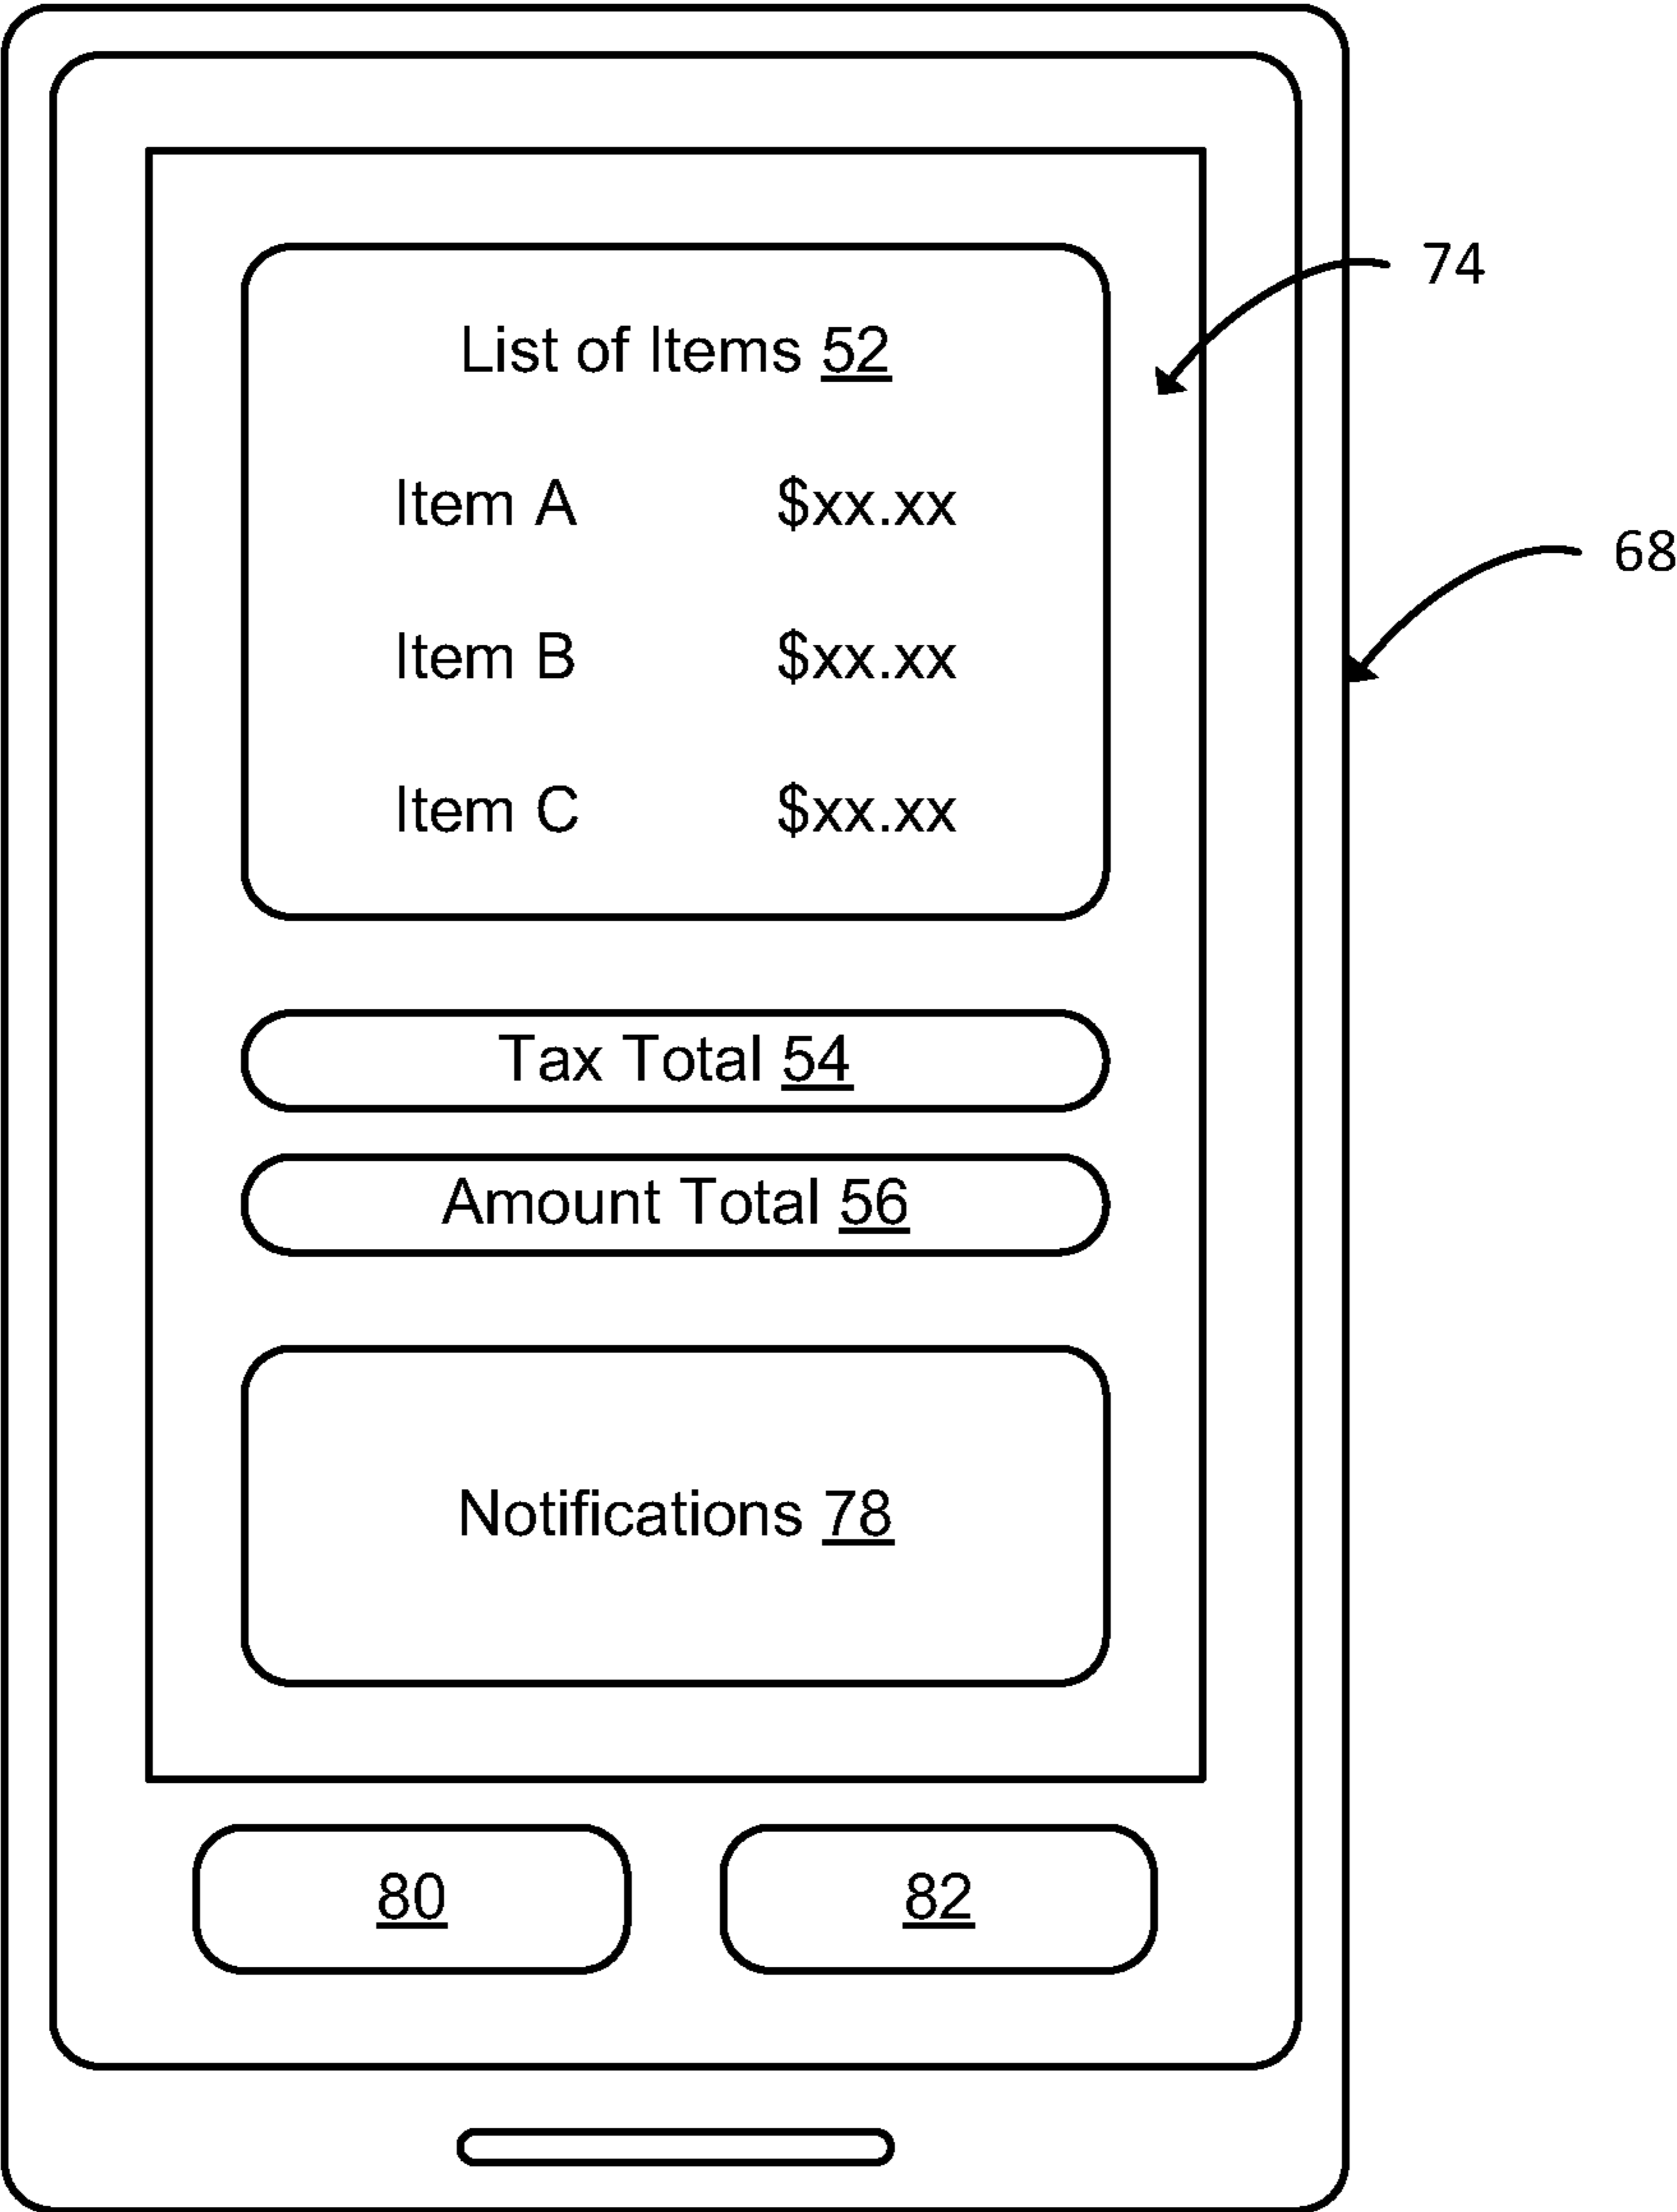 List of Items 52
74
Item A $xx.xx
68
Item B $xx.xx
Item C $xx.xx
Tax Total 54
Amount Total 56
Notifications 78
80 82